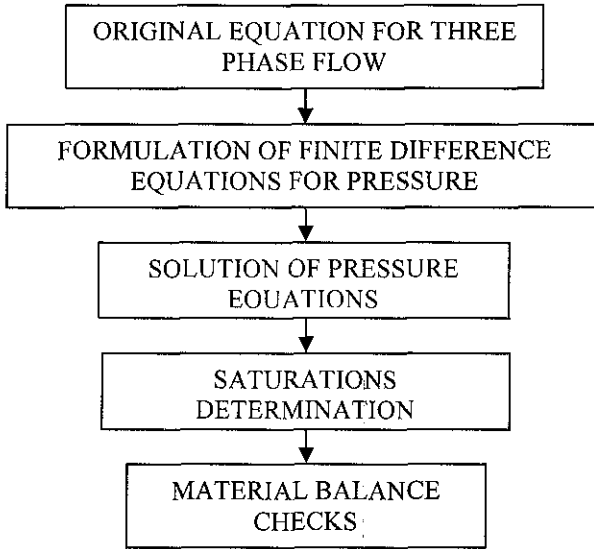 ORIGINAL EQUATION FOR THREE
PHASE FLOW
FORMULATION OF FINITE DIFFERENCE
EQUATIONS FOR PRESSURE
SOLUTION OF PRESSURE
EQUATIONS
SATURATIONS
DETERMINATION
MATERIAL BALANCE
CHECKS